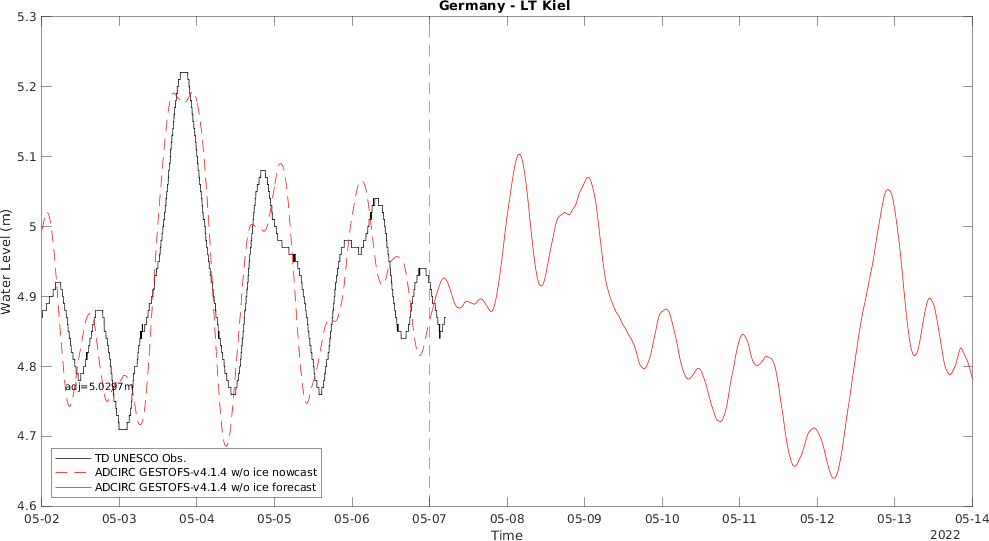 Germany - LT Kiel
5.3
5.2
5.1
5
4.9
4.8
4.7
4.6
Water Level (m)
adj=5.0297m
TD UNESCO Obs.
ADCIRC GESTOFS-v4.1.4 w/o ice nowcast
ADCIRC GESTOFS-v4.1.4 w/o ice forecast
05-02 05-03 05-04 05-05 05-06 05-07 05-08 05-09 05-10 05-11 05-12 05-13 05-14
Time
2022